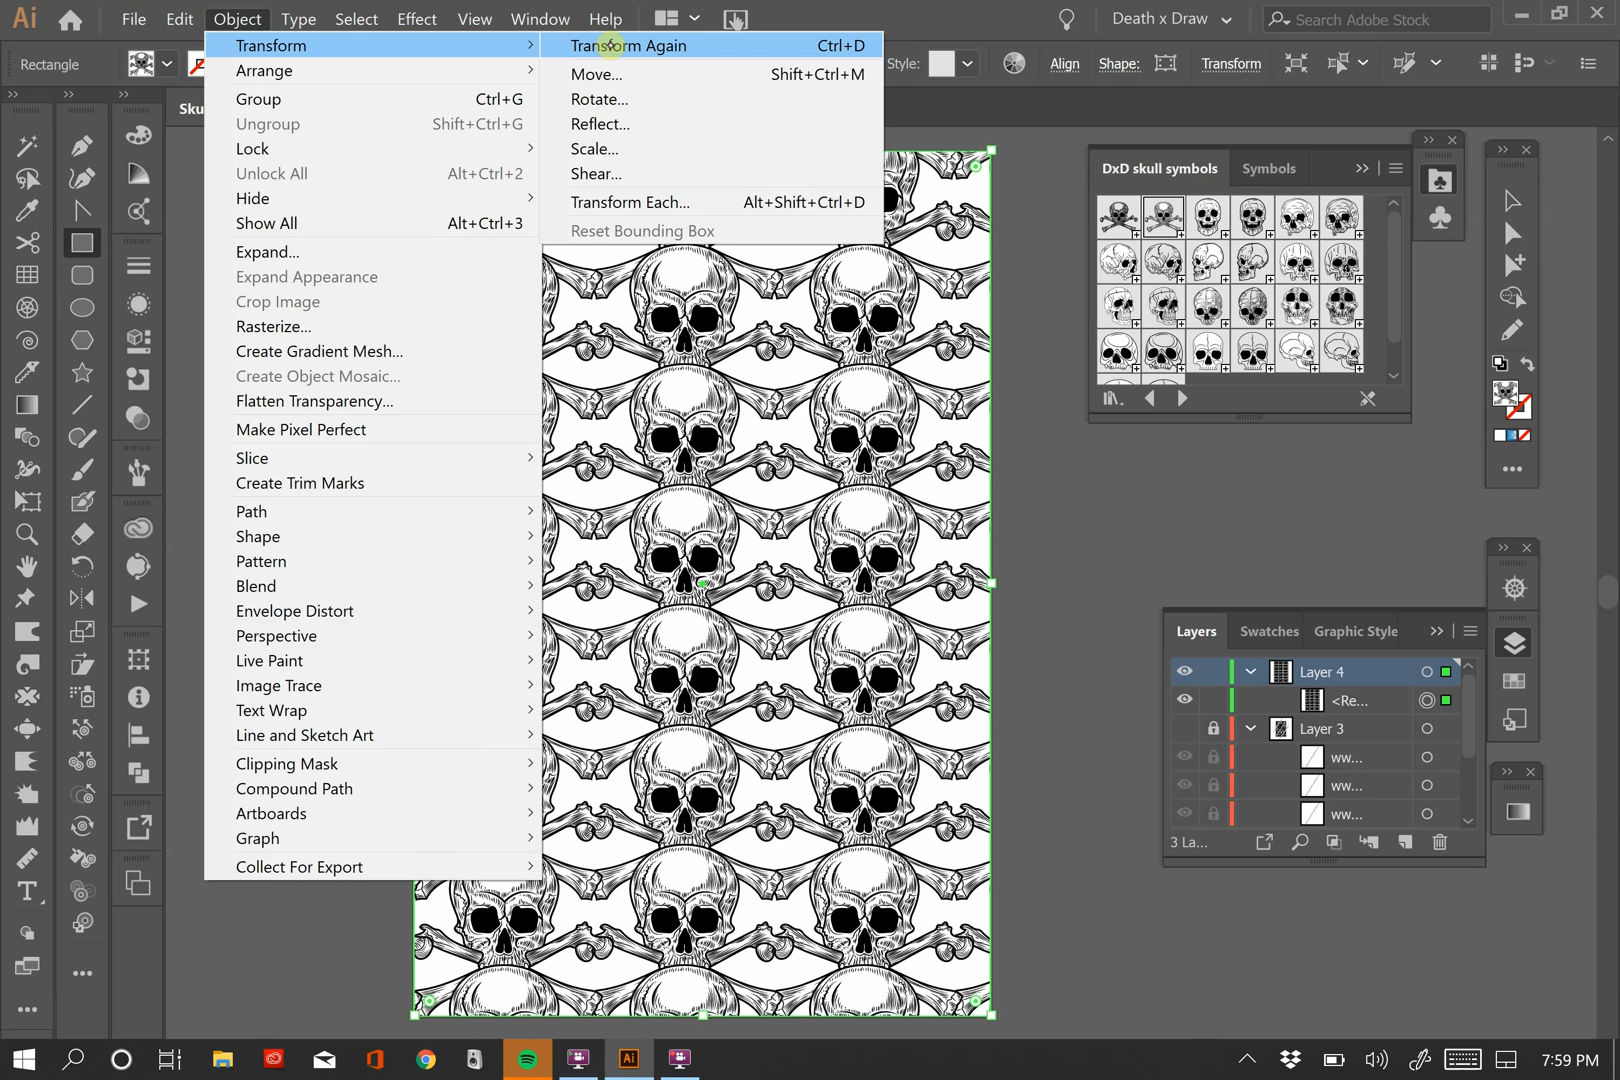 Ai File Edit Object Type Select Effect View Window Help Death x Draw Search Adobe Stock
Rectangle Style: Align Shape: Transform
Sku
Transform
Arrange
Group Ctrl+G
Ungroup Shift+Ctrl+G
Lock
Unlock All Alt+Ctrl+2
Hide
Show All Alt+Ctrl+3
Expand...
Expand Appearance
Crop Image
Rasterize...
Create Gradient Mesh...
Create Object Mosaic...
Flatten Transparency...
Make Pixel Perfect
Slice
Create Trim Marks
Path
Shape
Pattern
Blend
Envelope Distort
Perspective
Live Paint
Image Trace
Text Wrap
Line and Sketch Art
Clipping Mask
Compound Path
Artboards
Graph
Collect For Export
Transform Again Ctrl+D
Move... Shift+Ctrl+M
Rotate...
Reflect...
Scale...
Shear...
Transform Each... Alt+Shift+Ctrl+D
Reset Bounding Box
DxD skull symbols Symbols
Layers Swatches Graphic Style
Layer 4
<Re...
Layer 3
ww...
ww...
ww...
3 La...
Ai
7:59 PM